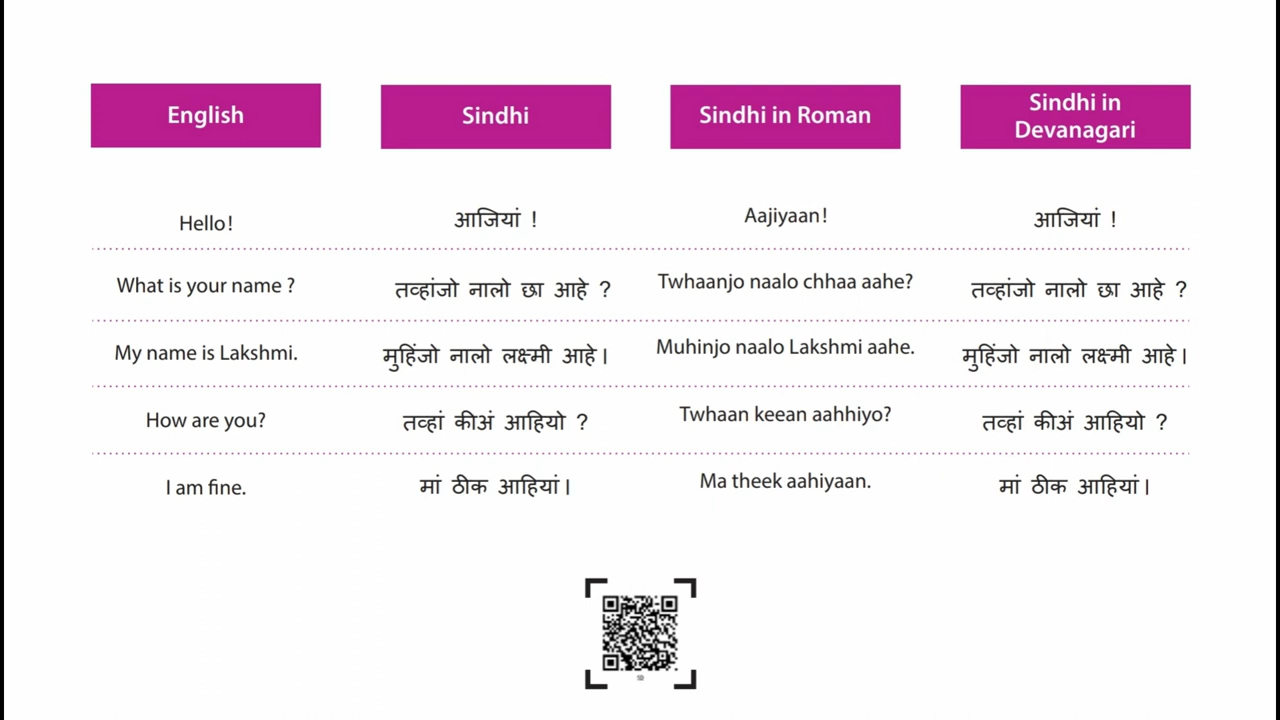 English Sindhi Sindhi in Roman Sindhi in Devanagari
Hello! आजियां ! Aajiyaan! आजियां !
What is your name ? तव्हांजो नालो छा आहे ? Twhaanjo naalo chhaa aahe? तव्हांजो नालो छा आहे ?
My name is Lakshmi. मुहिंजो नालो लक्ष्मी आहे। Muhinjo naalo Lakshmi aahe. मुहिंजो नालो लक्ष्मी आहे।
How are you? तव्हां कीअं आहियो ? Twhaan keean aahhiyo? तव्हां कीअं आहियो ?
I am fine. मां ठीक आहियां। Ma theek aahiyaan. मां ठीक आहियां।